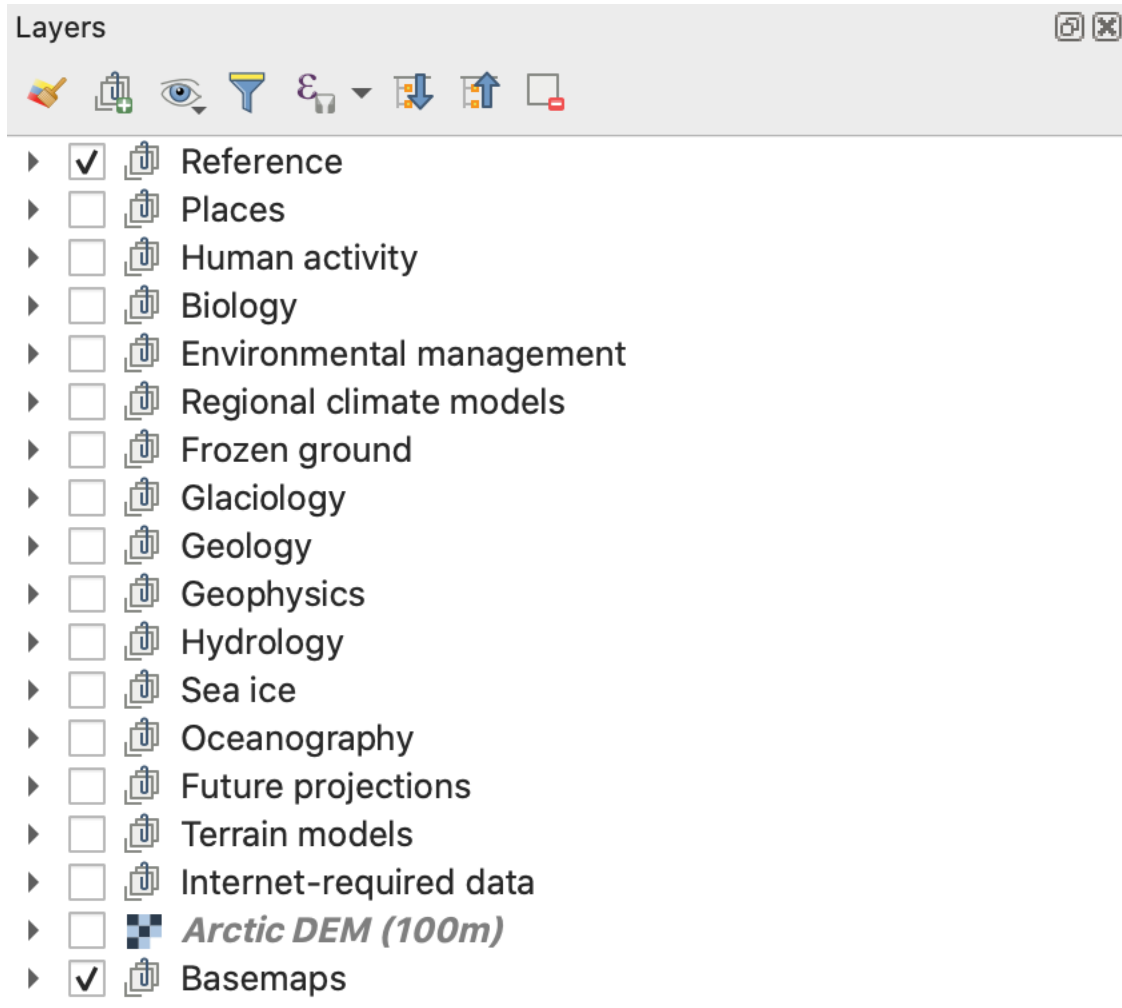 Layers
Reference
Places
Human activity
Biology
Environmental management
Regional climate models
Frozen ground
Glaciology
Geology
Geophysics
Hydrology
Sea ice
Oceanography
Future projections
Terrain models
Internet-required data
Arctic DEM (100m)
Basemaps